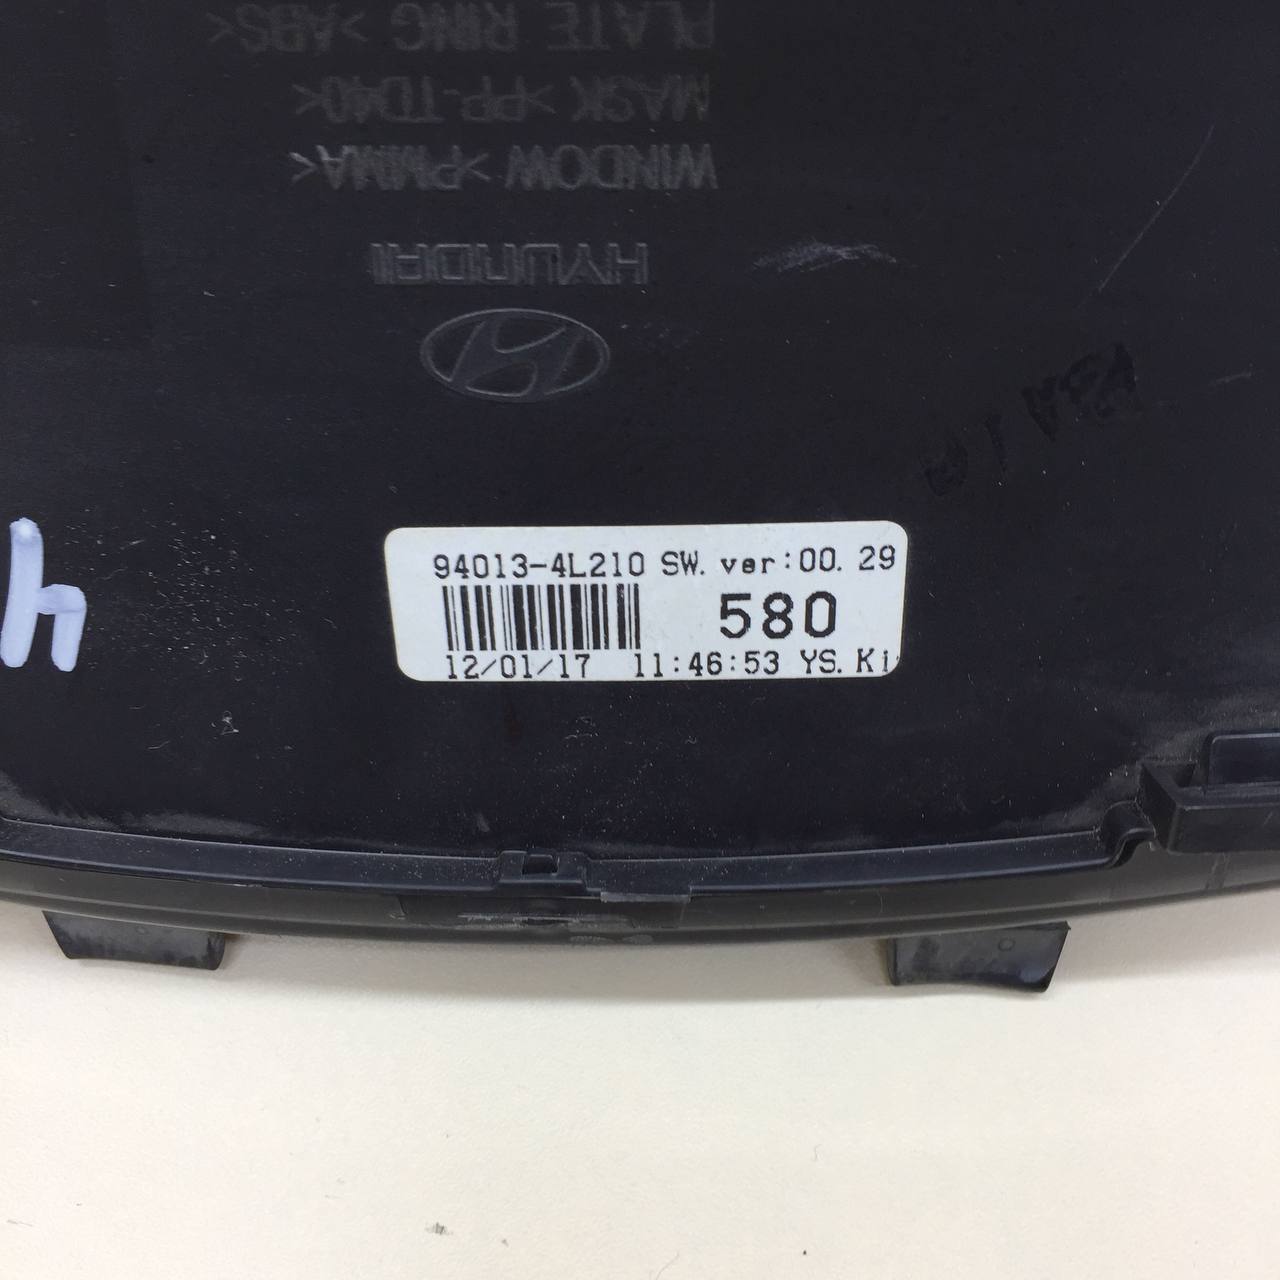 PLATE RING >ABS<
MASK >PP-TD40<
WINDOW >PMMA<
HYUNDAI
94013-4L210 SW. ver:00. 29
580
12/01/17 11:46:53 YS. Ki
4